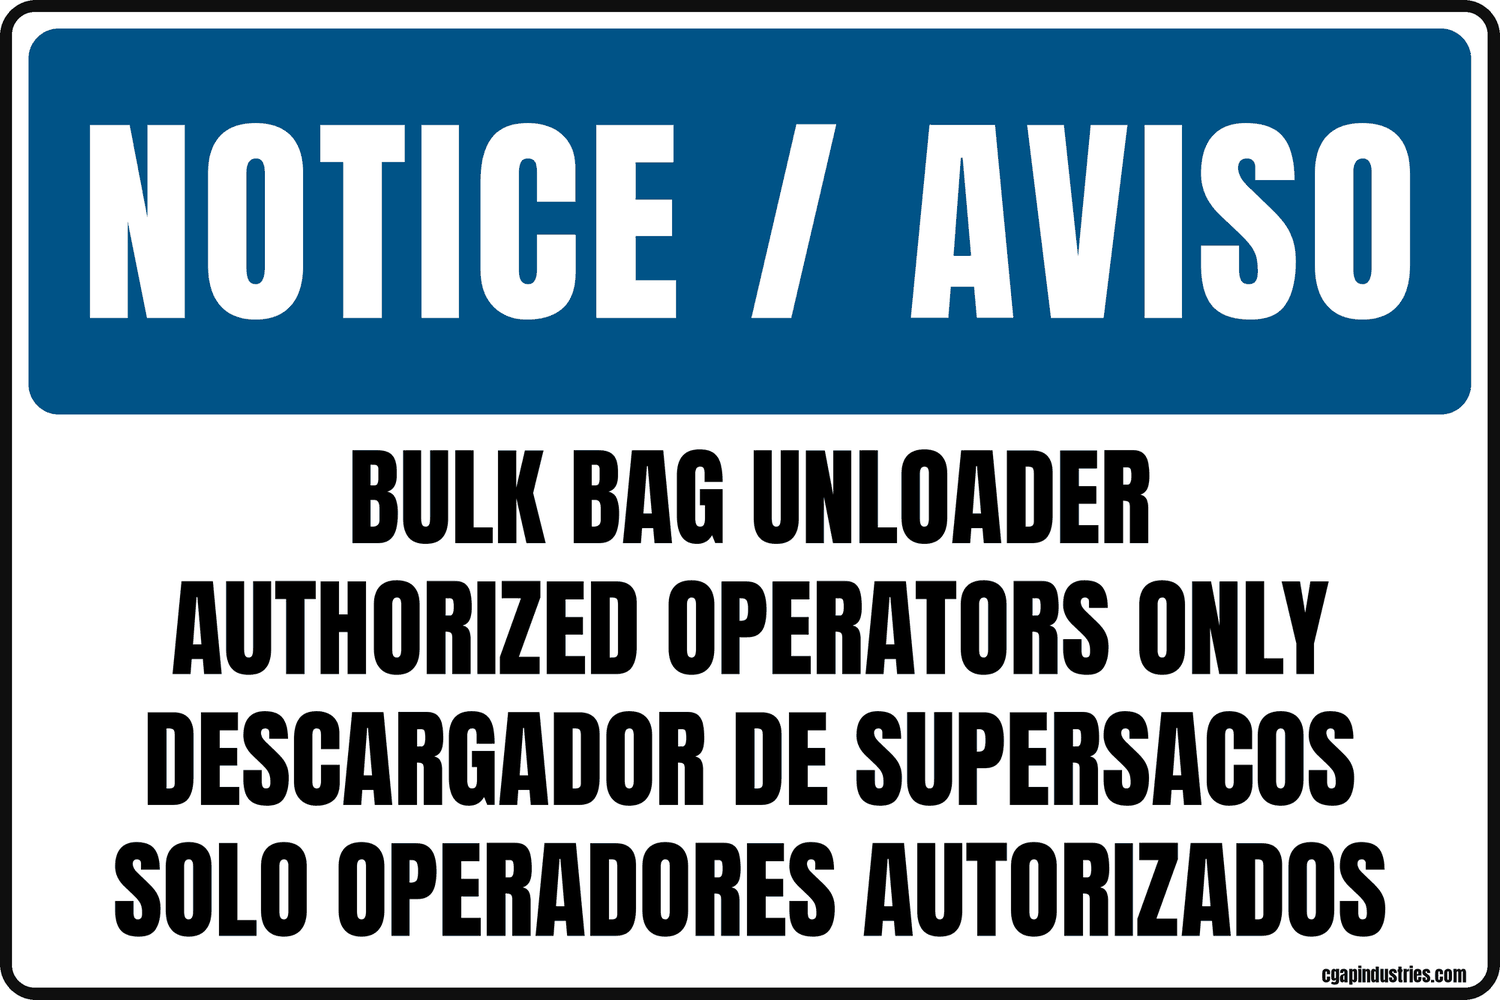 NOTICE / AVISO
BULK BAG UNLOADER
AUTHORIZED OPERATORS ONLY
DESCARGADOR DE SUPERSACOS
SOLO OPERADORES AUTORIZADOS
cgapindustries.com